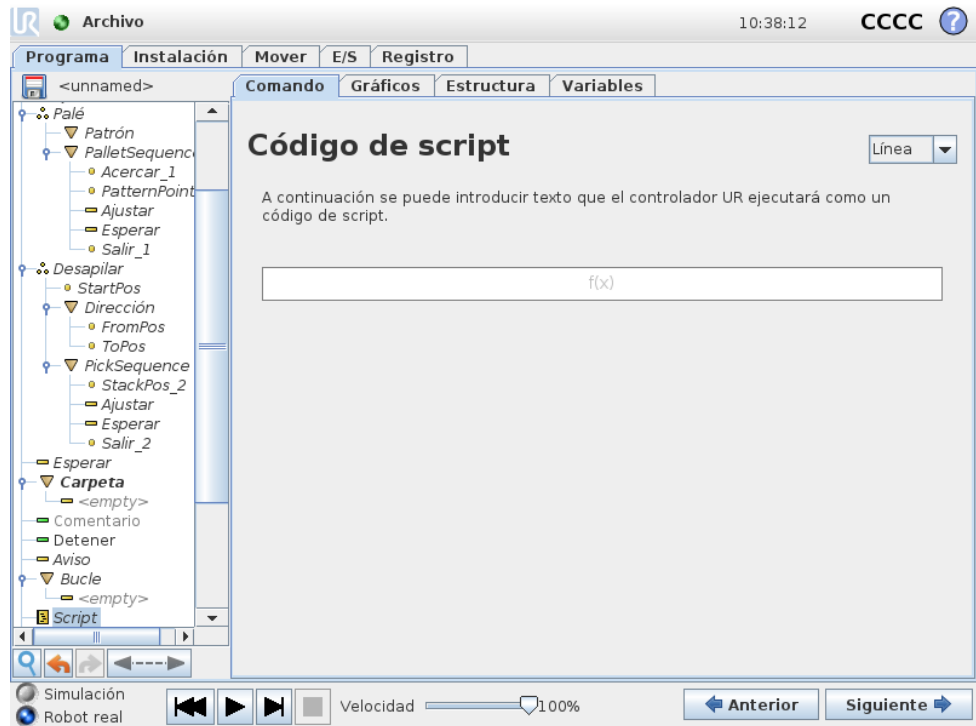 UR
Archivo
10:38:12
CCCC
?
Programa
Instalación
Mover
E/S
Registro
<unnamed>
Comando
Gráficos
Estructura
Variables
Palé
Patrón
PalletSequenc
Acercar_1
PatternPoint
Ajustar
Esperar
Salir_1
Desapilar
StartPos
Dirección
FromPos
ToPos
PickSequence
StackPos_2
Ajustar
Esperar
Salir_2
Esperar
Carpeta
<empty>
Comentario
Detener
Aviso
Bucle
<empty>
Script
Código de script
Línea
A continuación se puede introducir texto que el controlador UR ejecutará como un
código de script.
f(x)
Simulación
Robot real
Velocidad
100%
Anterior
Siguiente